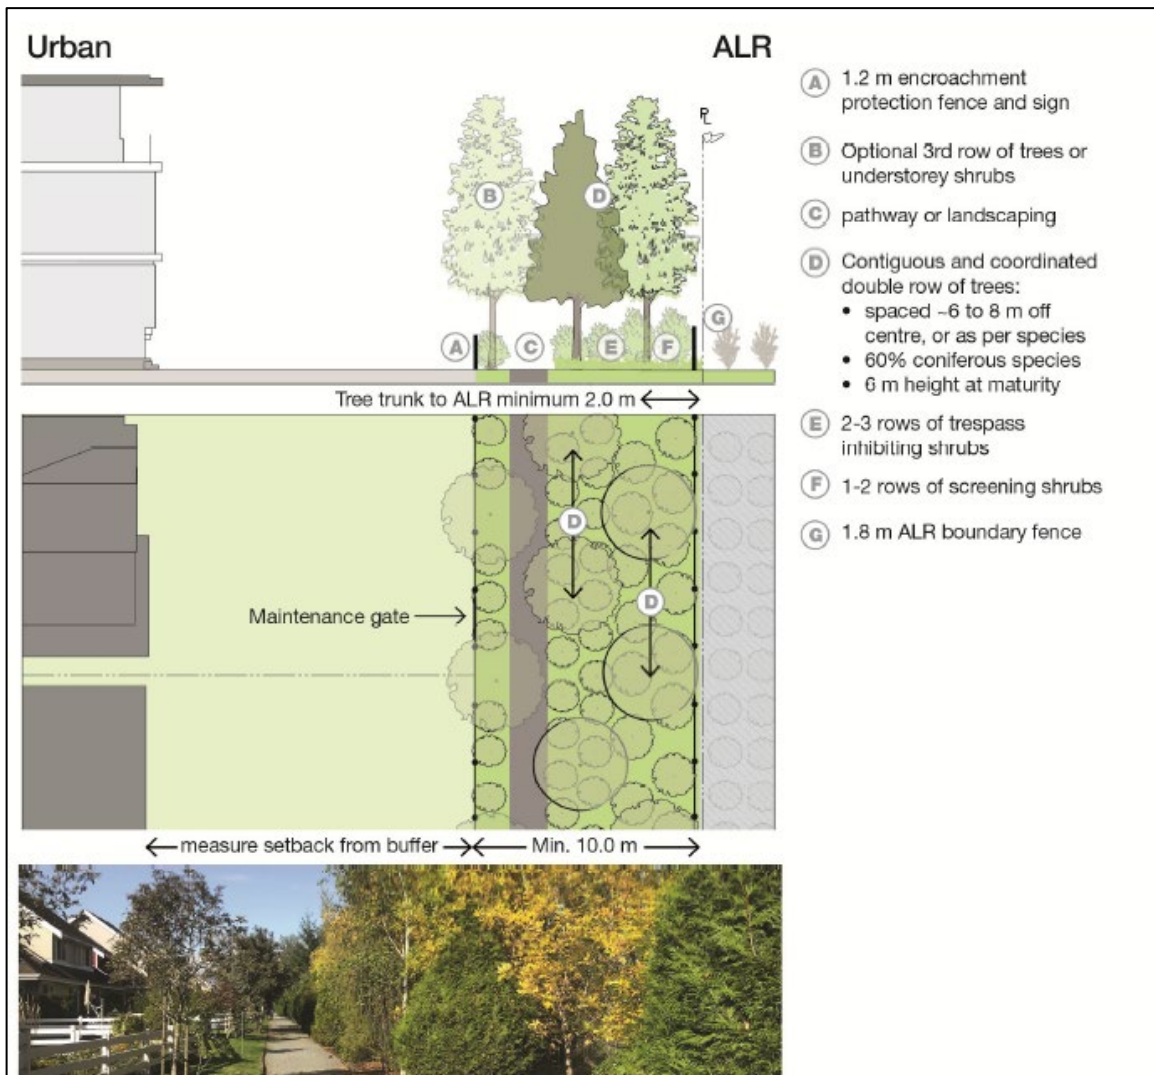 Urban
ALR
PL
A
1.2 m encroachment
protection fence and sign
B
Optional 3rd row of trees or
understorey shrubs
C
pathway or landscaping
D
Contiguous and coordinated
double row of trees:
• spaced ~6 to 8 m off
centre, or as per species
• 60% coniferous species
• 6 m height at maturity
E
2-3 rows of trespass
inhibiting shrubs
F
1-2 rows of screening shrubs
G
1.8 m ALR boundary fence
B
D
G
A
C
E
F
Tree trunk to ALR minimum 2.0 m
D
D
Maintenance gate
measure setback from buffer
Min. 10.0 m